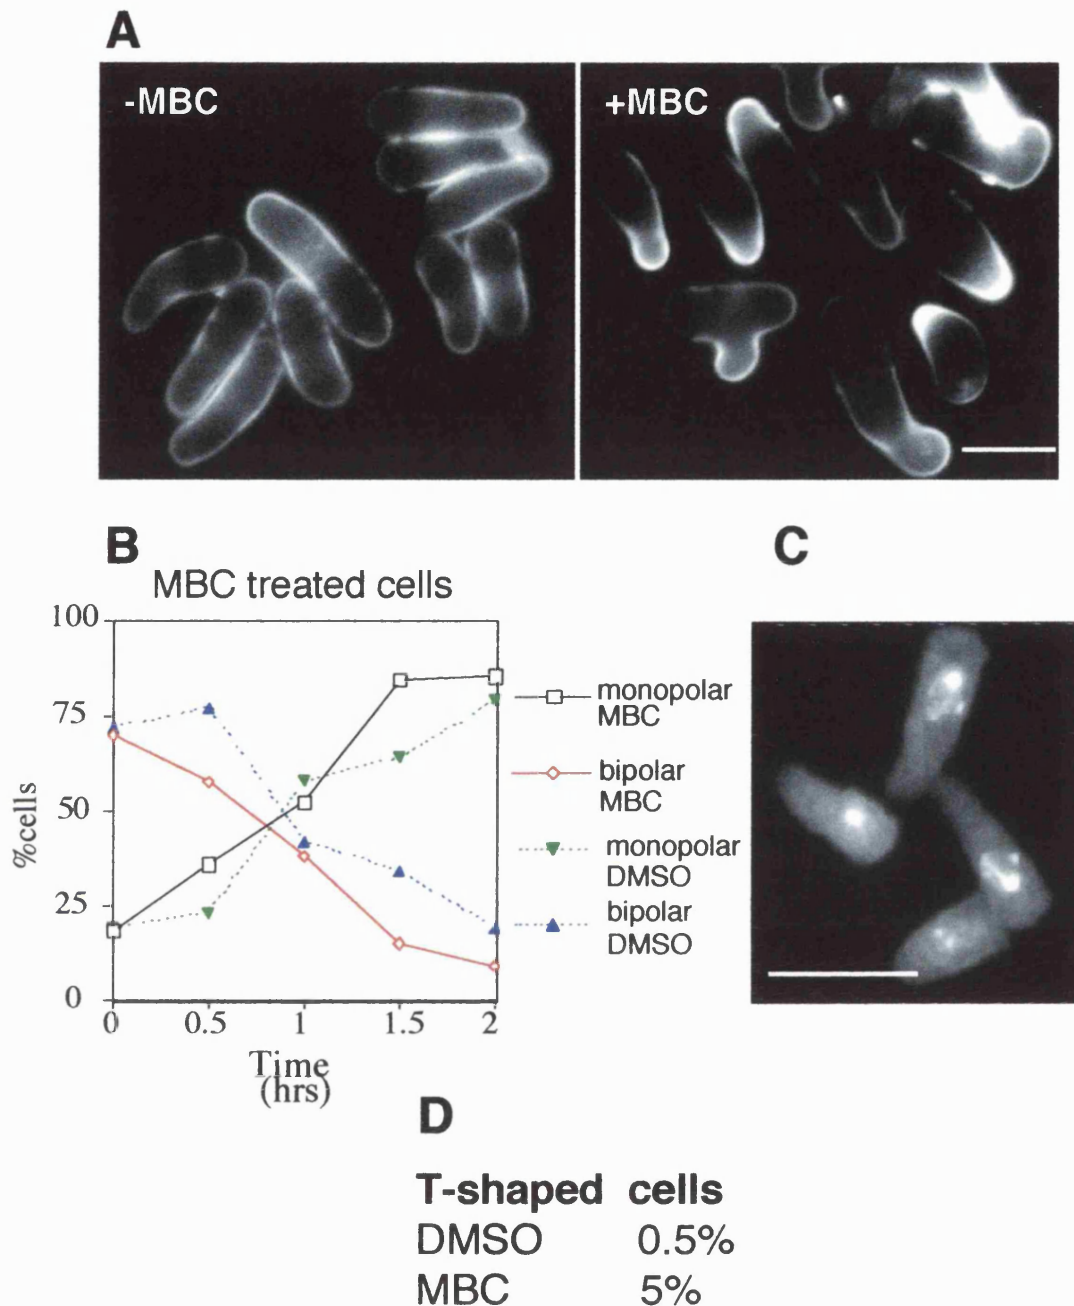 A
-MBC
+MBC
B
MBC treated cells
100
75
50
25
0
%cells
0
0.5
1
1.5
2
Time
(hrs)
monopolar
MBC
bipolar
MBC
monopolar
DMSO
bipolar
DMSO
C
D
T-shaped cells
DMSO 0.5%
MBC 5%